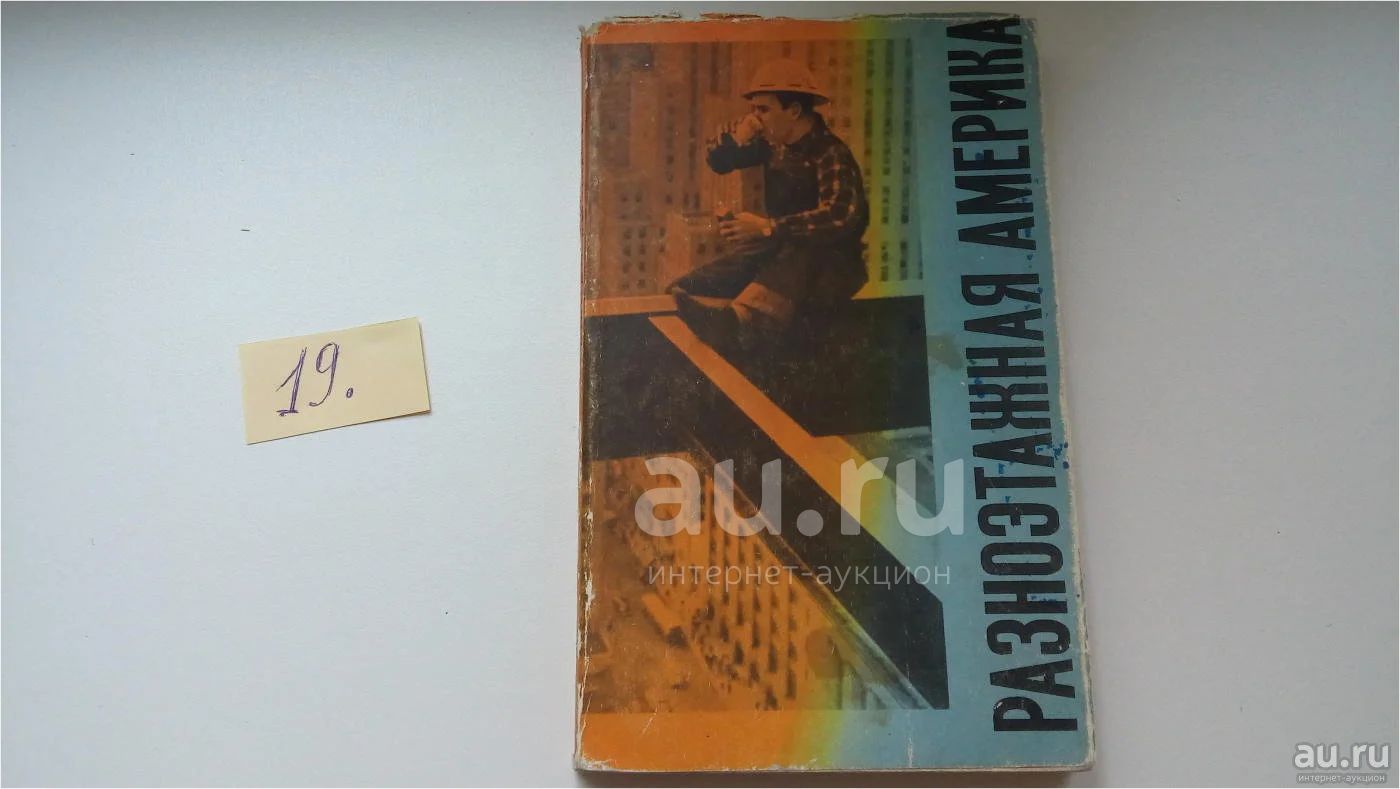 19.
РАЗНОЭТАЖНАЯ АМЕРИКА
au.ru
интернет-аукцион
au.ru
интернет-аукцион